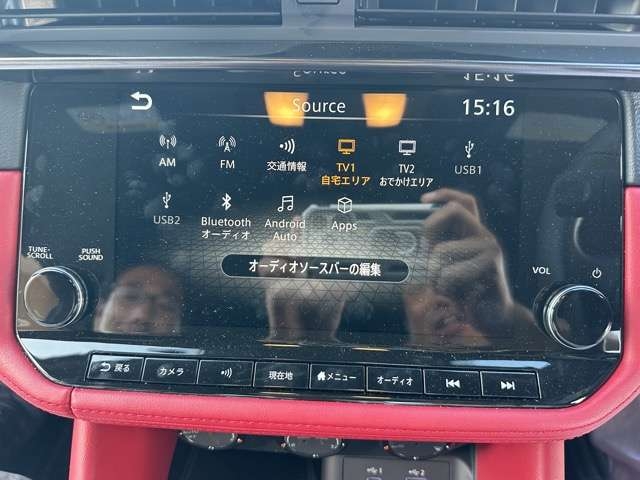 Source
15:16
AM
FM
交通情報
TV1
自宅エリア
TV2
おでかけエリア
USB1
USB2
Bluetooth
オーディオ
Android
Auto
Apps
オーディオソースバーの編集
TUNE・
SCROLL
PUSH
SOUND
VOL
戻る
カメラ
現在地
メニュー
オーディオ
1
2